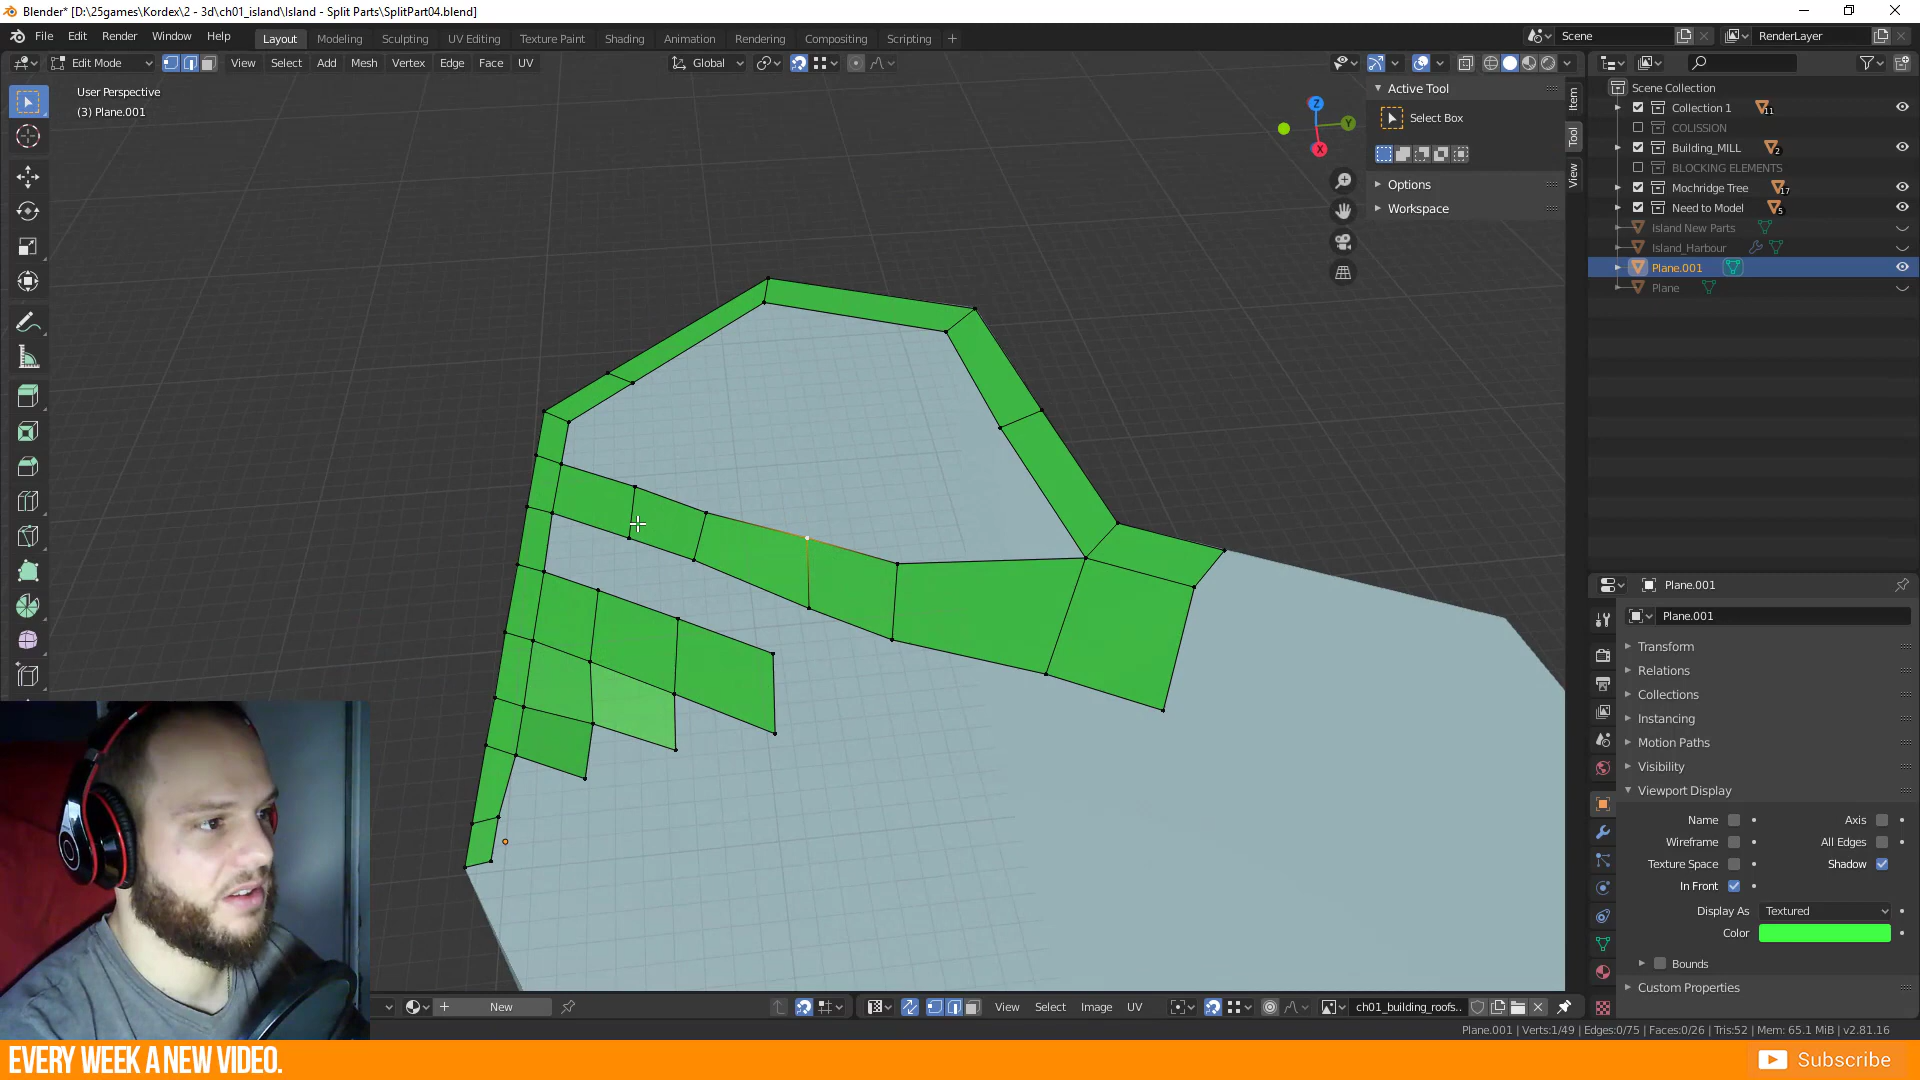 Blender* [D:\25games\Kordex\2 - 3d\ch01_island\Island - Split Parts\SplitPart04.blend]
File Edit Render Window Help Layout Modeling Sculpting UV Editing Texture Paint Shading Animation Rendering Compositing Scripting + Scene RenderLayer
Edit Mode View Select Add Mesh Vertex Edge Face UV Global
User Perspective
(3) Plane.001
Active Tool
Select Box
Options
Workspace
Item
Tool
View
Z
Y
X
Scene Collection
Collection 1 11
COLISSION
Building_MILL 2
BLOCKING ELEMENTS
Mochridge Tree 17
Need to Model 5
Island New Parts
Island_Harbour
Plane.001
Plane
Plane.001
Plane.001
Transform
Relations
Collections
Instancing
Motion Paths
Visibility
Viewport Display
Name Axis
Wireframe All Edges
Texture Space Shadow
In Front
Display As Textured
Color
Bounds
Custom Properties
New View Select Image UV ch01_building_roofs..
Plane.001 | Verts:1/49 | Edges:0/75 | Faces:0/26 | Tris:52 | Mem: 65.1 MiB | v2.81.16
EVERY WEEK A NEW VIDEO.
Subscribe